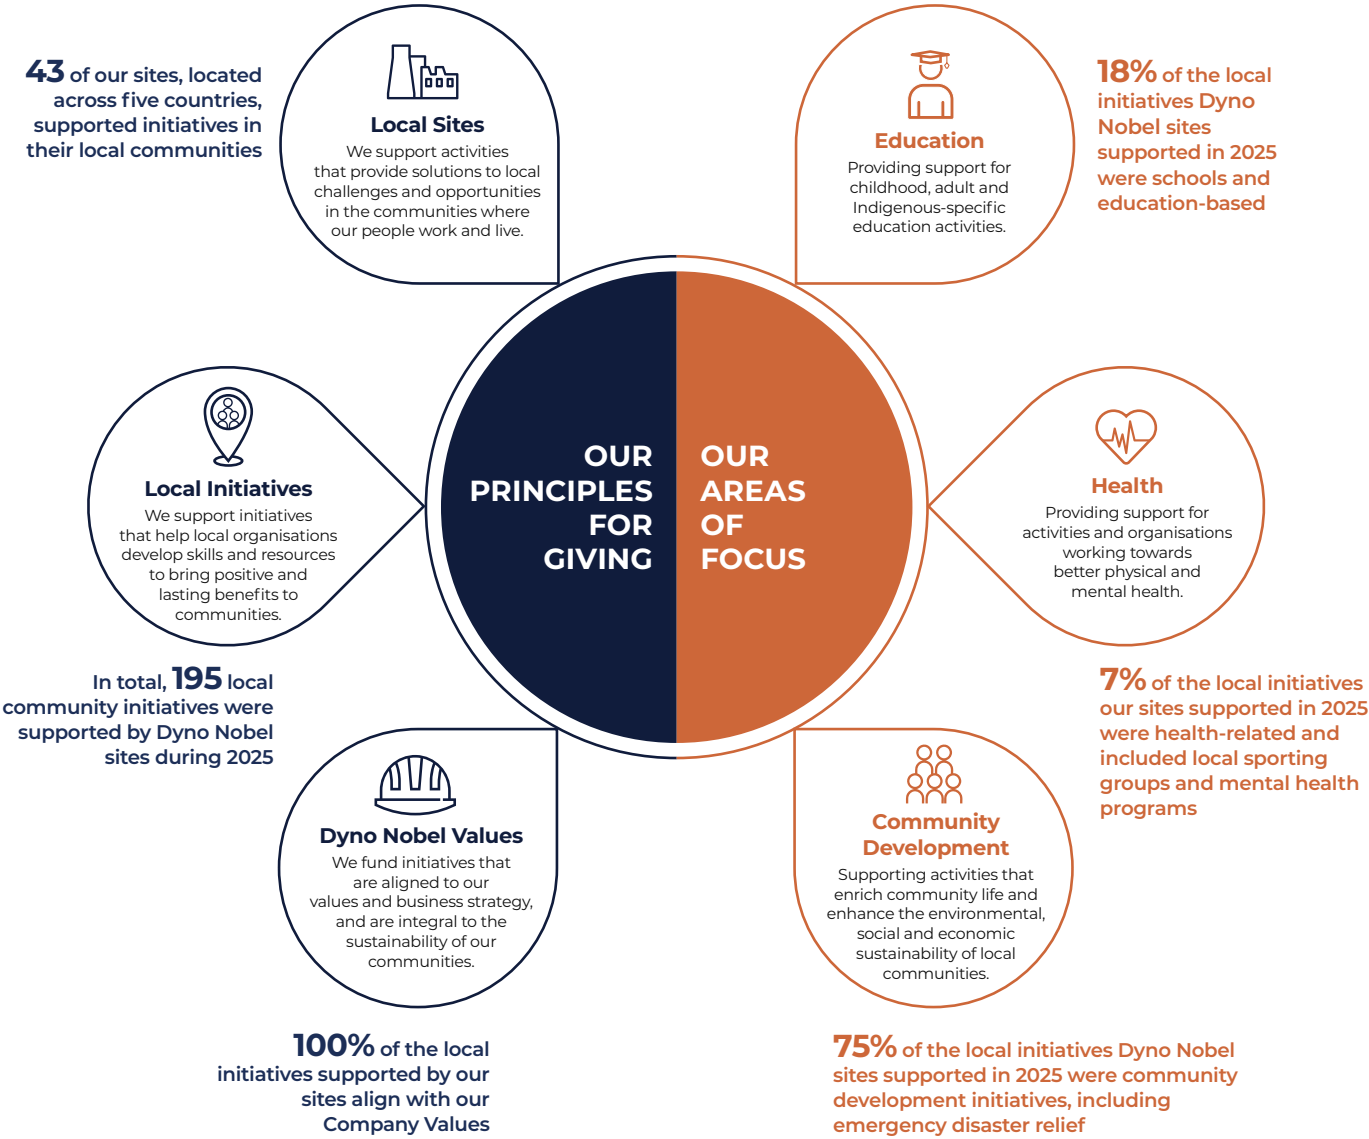 43 of our sites, located
across five countries,
supported initiatives in
their local communities
Local Sites
We support activities
that provide solutions to local
challenges and opportunities
in the communities where
our people work and live.
Education
Providing support for
childhood, adult and
Indigenous-specific
education activities.
18% of the local
initiatives Dyno
Nobel sites
supported in 2025
were schools and
education-based
Local Initiatives
We support initiatives
that help local organisations
develop skills and resources
to bring positive and
lasting benefits to
communities.
In total, 195 local
community initiatives were
supported by Dyno Nobel
sites during 2025
OUR
PRINCIPLES
FOR
GIVING
OUR
AREAS
OF
FOCUS
Health
Providing support for
activities and organisations
working towards
better physical and
mental health.
7% of the local initiatives
our sites supported in 2025
were health-related and
included local sporting
groups and mental health
programs
Dyno Nobel Values
We fund initiatives that
are aligned to our
values and business strategy,
and are integral to the
sustainability of our
communities.
100% of the local
initiatives supported by our
sites align with our
Company Values
Community
Development
Supporting activities that
enrich community life and
enhance the environmental,
social and economic
sustainability of local
communities.
75% of the local initiatives Dyno Nobel
sites supported in 2025 were community
development initiatives, including
emergency disaster relief